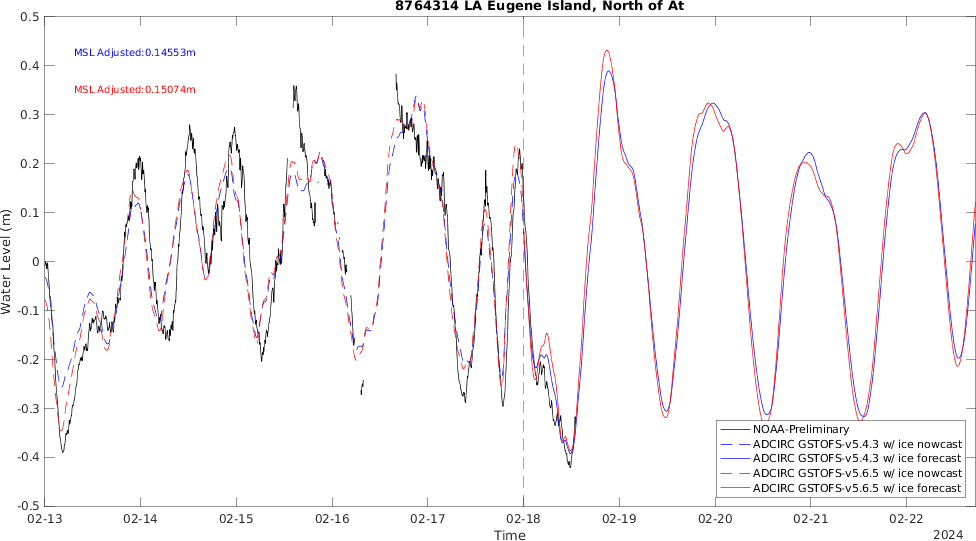 8764314 LA Eugene Island, North of At
0.5
0.4
0.3
0.2
0.1
0
-0.1
-0.2
-0.3
-0.4
-0.5
Water Level (m)
MSL Adjusted:0.14553m
MSL Adjusted:0.15074m
NOAA-Preliminary
ADCIRC GSTOFS-v5.4.3 w/ ice nowcast
ADCIRC GSTOFS-v5.4.3 w/ ice forecast
ADCIRC GSTOFS-v5.6.5 w/ ice nowcast
ADCIRC GSTOFS-v5.6.5 w/ ice forecast
02-13 02-14 02-15 02-16 02-17 02-18 02-19 02-20 02-21 02-22
Time
2024